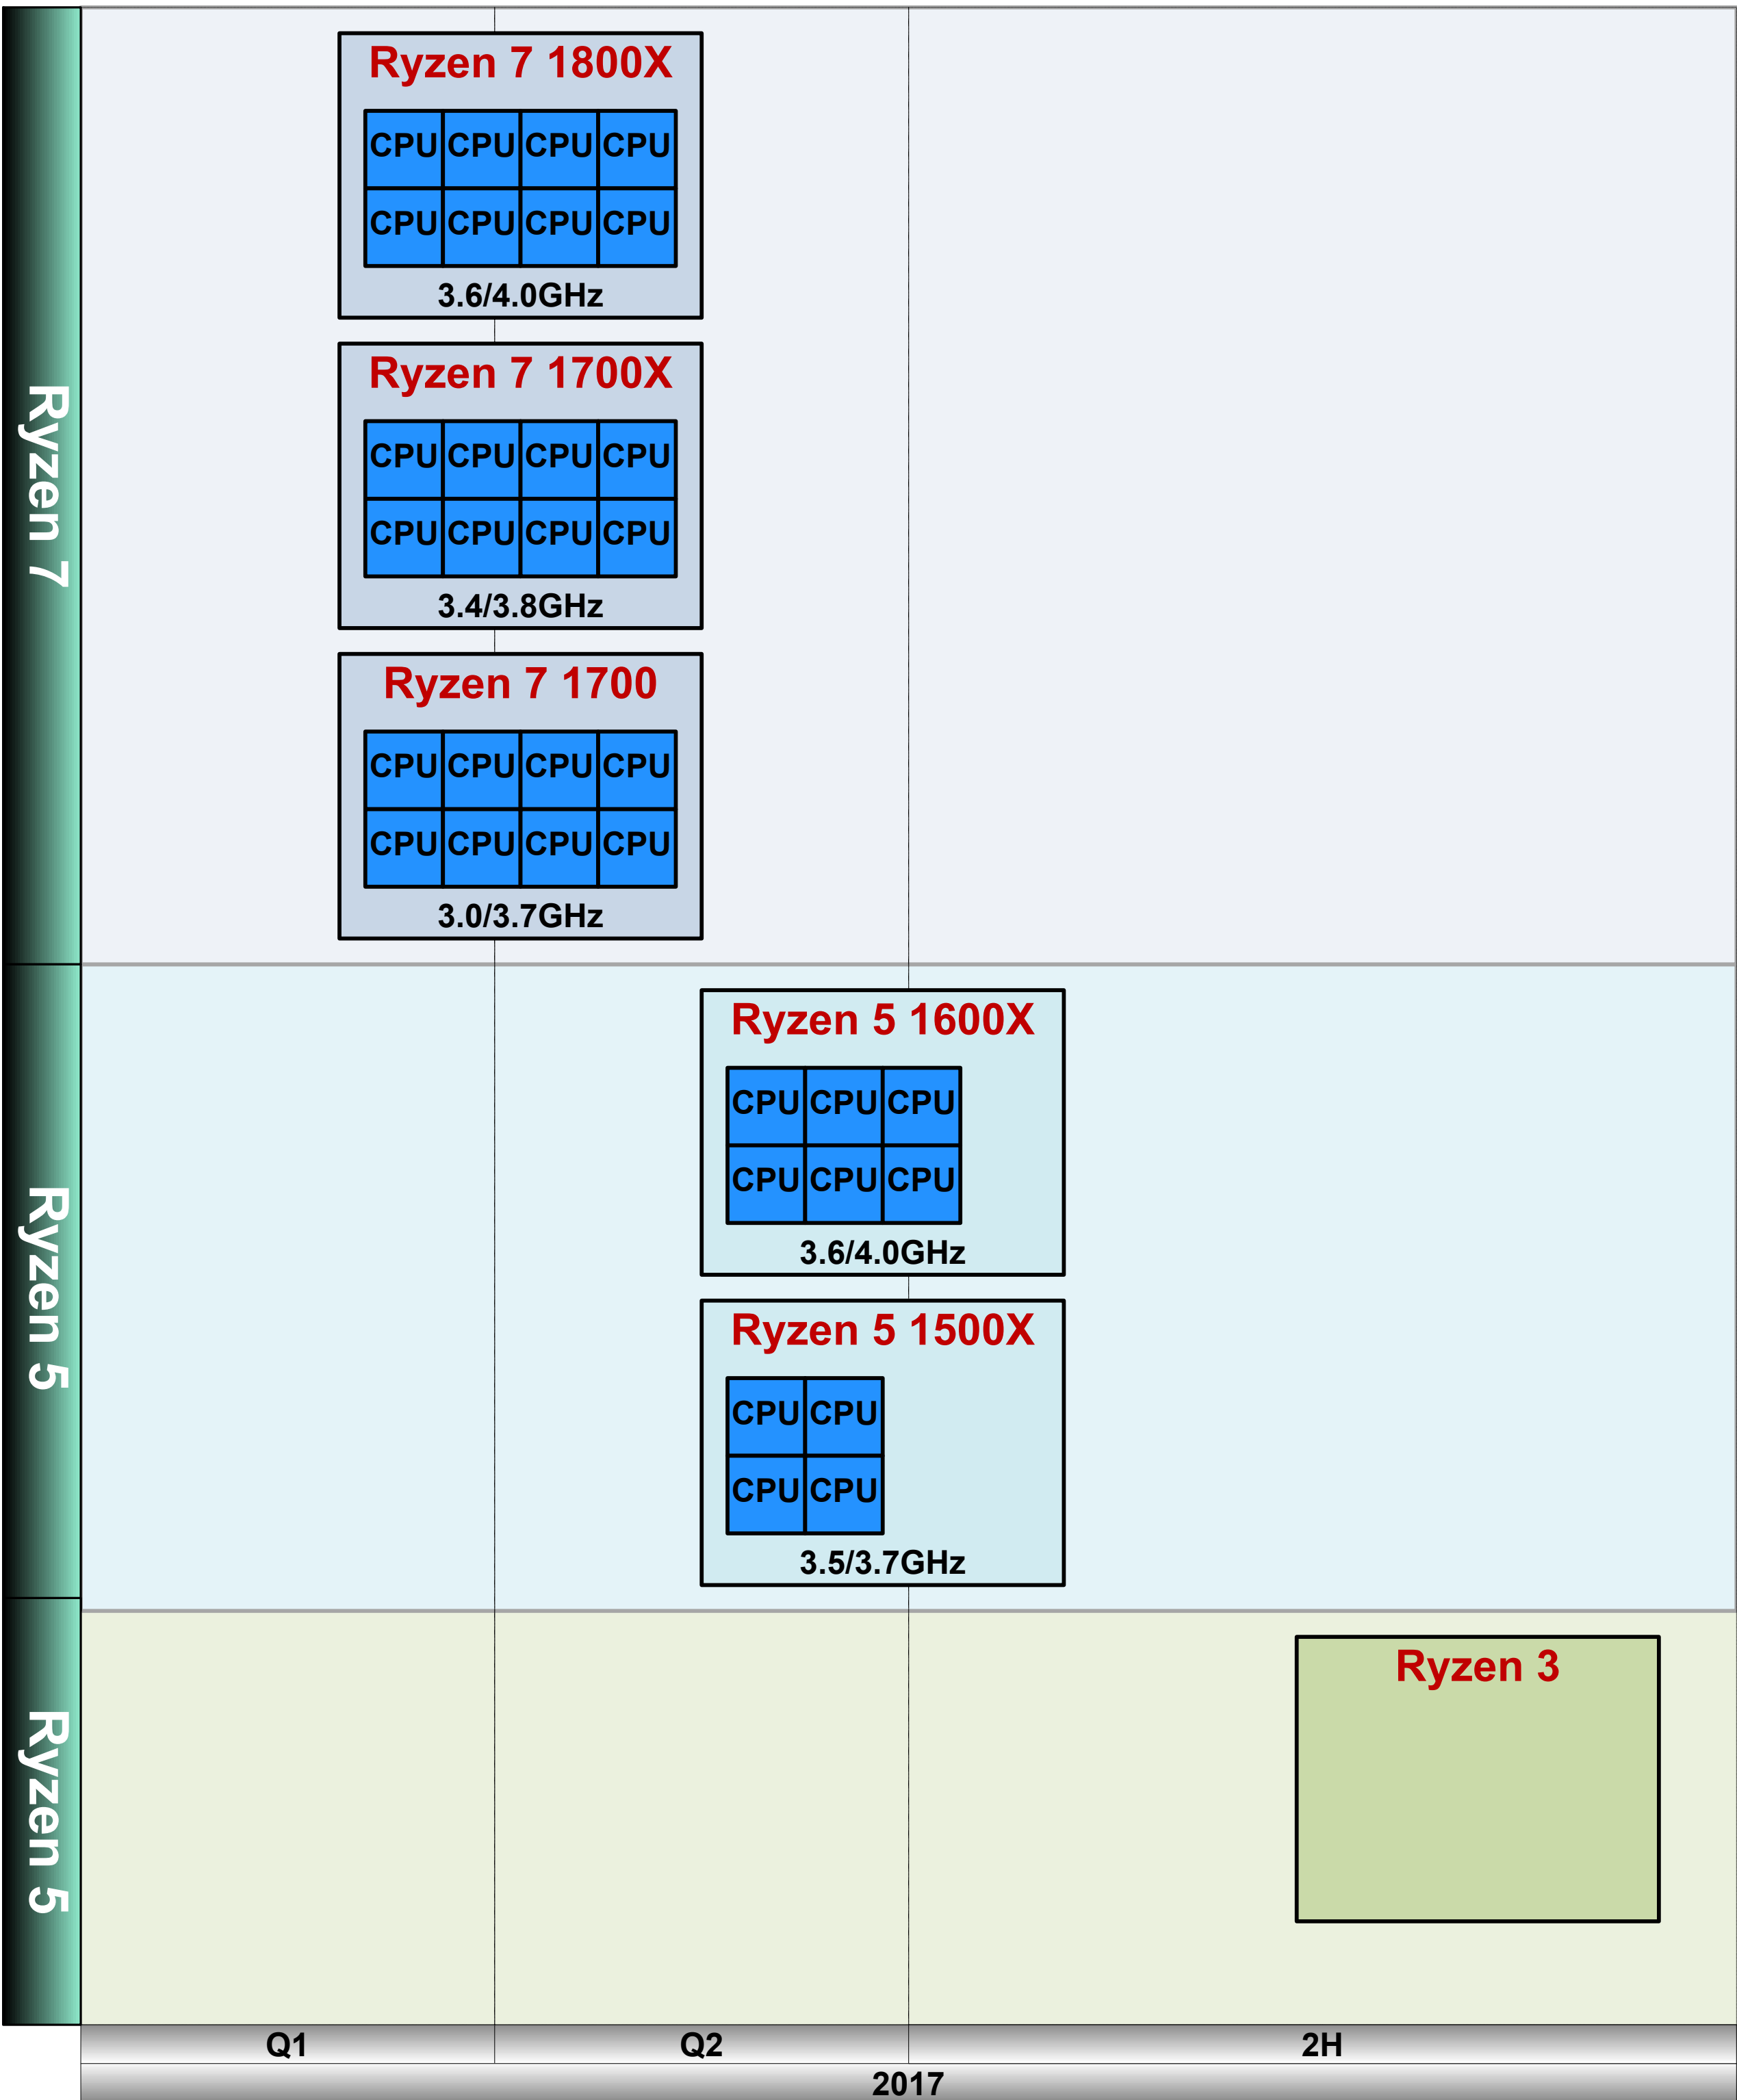 Ryzen 7
Ryzen 7 1800X
CPU CPU CPU CPU
CPU CPU CPU CPU
3.6/4.0GHz
Ryzen 7 1700X
CPU CPU CPU CPU
CPU CPU CPU CPU
3.4/3.8GHz
Ryzen 7 1700
CPU CPU CPU CPU
CPU CPU CPU CPU
3.0/3.7GHz
Ryzen 5
Ryzen 5 1600X
CPU CPU CPU
CPU CPU CPU
3.6/4.0GHz
Ryzen 5 1500X
CPU CPU
CPU CPU
3.5/3.7GHz
Ryzen 5
Ryzen 3
Q1 Q2 2H
2017